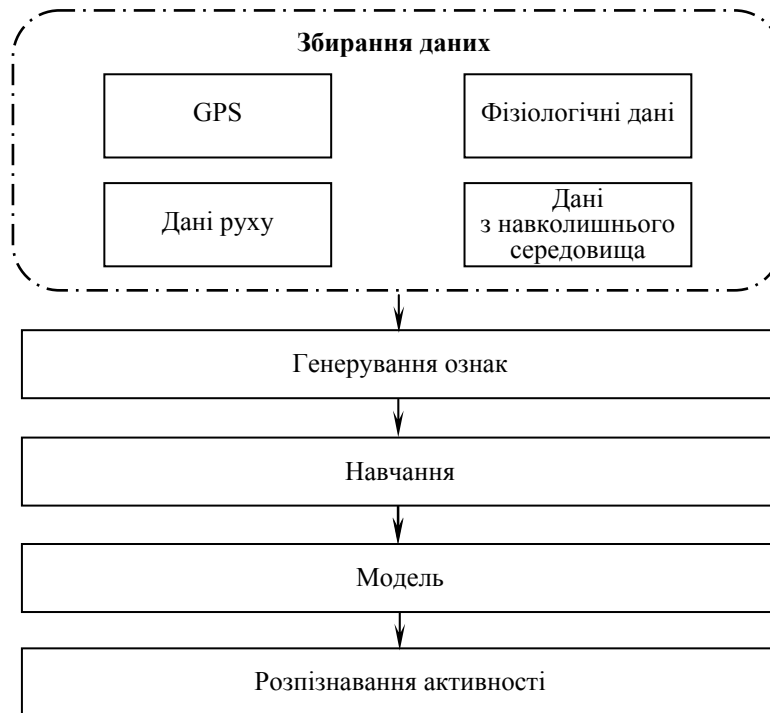 Збирання даних
GPS
Фізіологічні дані
Дані руху
Дані
з навколишнього
середовища
Генерування ознак
Навчання
Модель
Розпізнавання активності